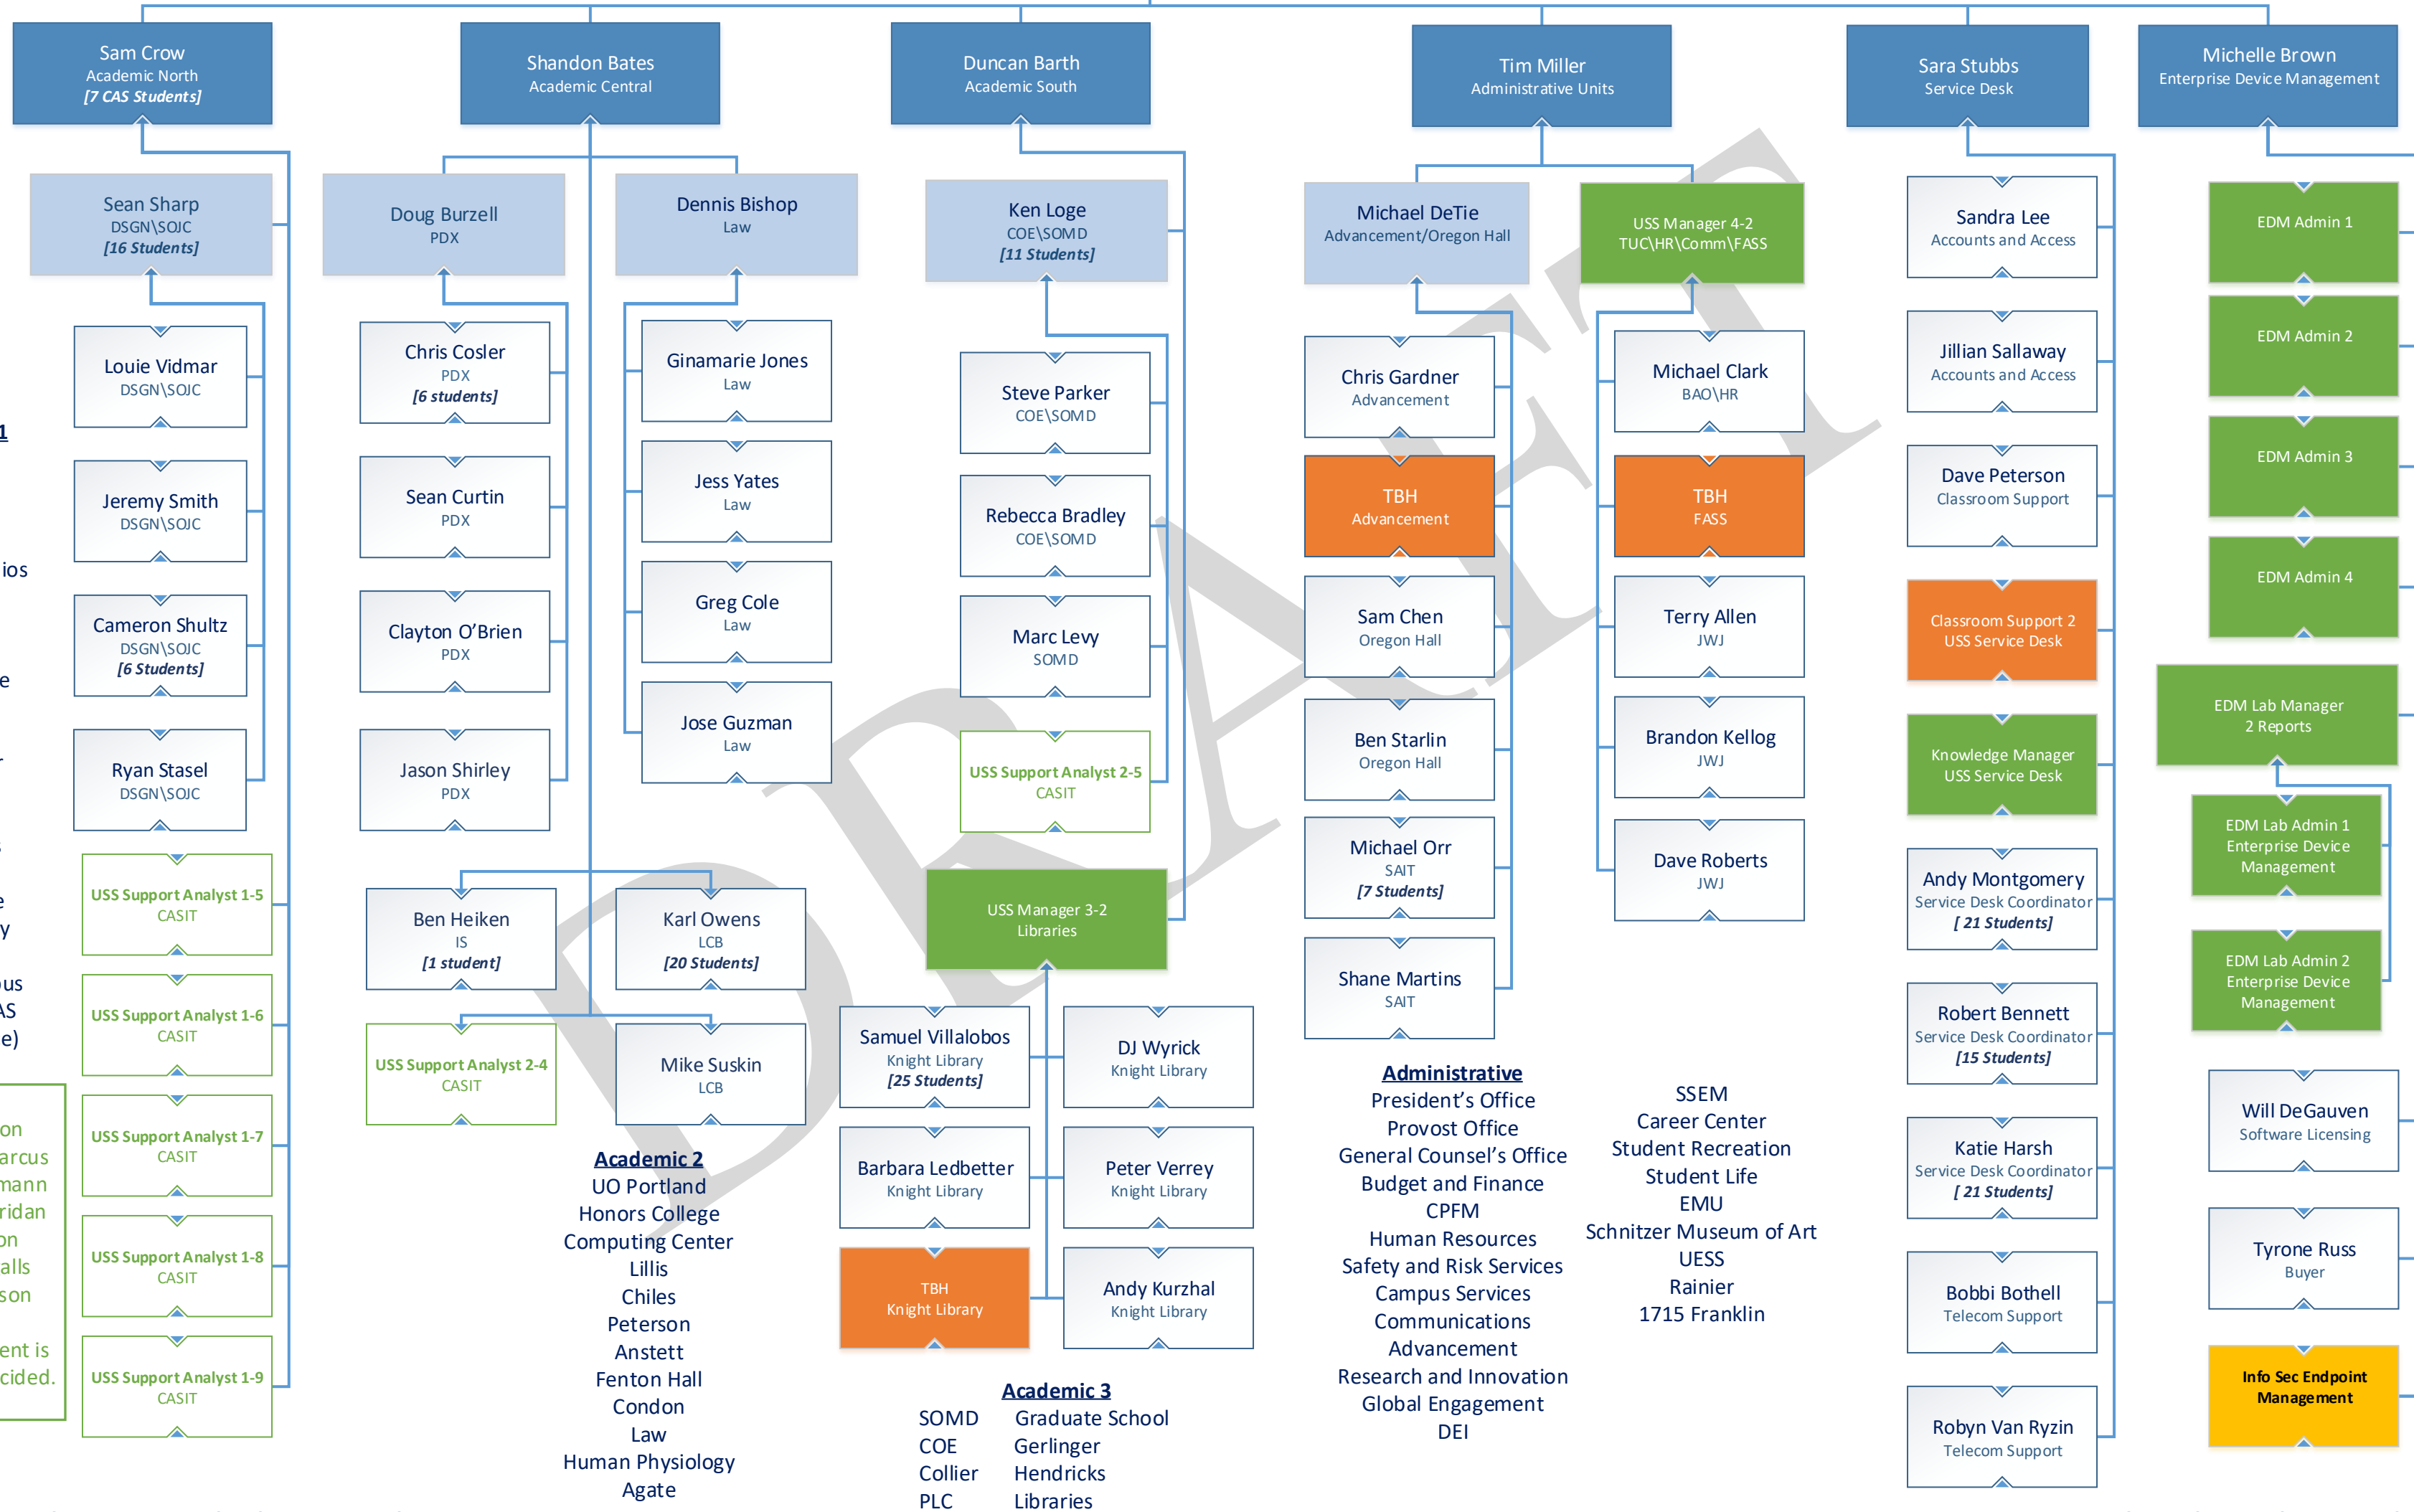 Sam Crow
Academic North
[7 CAS Students]
Shandon Bates
Academic Central
Duncan Barth
Academic South
Tim Miller
Administrative Units
Sara Stubbs
Service Desk
Michelle Brown
Enterprise Device Management
Sean Sharp
DSGN\SOJC
[16 Students]
Louie Vidmar
DSGN\SOJC
Jeremy Smith
DSGN\SOJC
Cameron Shultz
DSGN\SOJC
[6 Students]
Ryan Stasel
DSGN\SOJC
USS Support Analyst 1-5
CASIT
USS Support Analyst 1-6
CASIT
USS Support Analyst 1-7
CASIT
USS Support Analyst 1-8
CASIT
USS Support Analyst 1-9
CASIT
1
ios
e
r
s
e
y
ous
AS
e)
on
arcus
mann
ridan
on
alls
son
ent is
cided.
Doug Burzell
PDX
Chris Cosler
PDX
[6 students]
Sean Curtin
PDX
Clayton O’Brien
PDX
Jason Shirley
PDX
Dennis Bishop
Law
Ginamarie Jones
Law
Jess Yates
Law
Greg Cole
Law
Jose Guzman
Law
Ben Heiken
IS
[1 student]
Karl Owens
LCB
[20 Students]
USS Support Analyst 2-4
CASIT
Mike Suskin
LCB
Academic 2
UO Portland
Honors College
Computing Center
Lillis
Chiles
Peterson
Anstett
Fenton Hall
Condon
Law
Human Physiology
Agate
Ken Loge
COE\SOMD
[11 Students]
Steve Parker
COE\SOMD
Rebecca Bradley
COE\SOMD
Marc Levy
SOMD
USS Support Analyst 2-5
CASIT
USS Manager 3-2
Libraries
Samuel Villalobos
Knight Library
[25 Students]
DJ Wyrick
Knight Library
Barbara Ledbetter
Knight Library
Peter Verrey
Knight Library
TBH
Knight Library
Andy Kurzhal
Knight Library
Academic 3
SOMD Graduate School
COE Gerlinger
Collier Hendricks
PLC Libraries
Michael DeTie
Advancement/Oregon Hall
Chris Gardner
Advancement
TBH
Advancement
Sam Chen
Oregon Hall
Ben Starlin
Oregon Hall
Michael Orr
SAIT
[7 Students]
Shane Martins
SAIT
USS Manager 4-2
TUC\HR\Comm\FASS
Michael Clark
BAO\HR
TBH
FASS
Terry Allen
JWJ
Brandon Kellog
JWJ
Dave Roberts
JWJ
Administrative
President’s Office
Provost Office
General Counsel’s Office
Budget and Finance
CPFM
Human Resources
Safety and Risk Services
Campus Services
Communications
Advancement
Research and Innovation
Global Engagement
DEI
SSEM
Career Center
Student Recreation
Student Life
EMU
Schnitzer Museum of Art
UESS
Rainier
1715 Franklin
Sandra Lee
Accounts and Access
Jillian Sallaway
Accounts and Access
Dave Peterson
Classroom Support
Classroom Support 2
USS Service Desk
Knowledge Manager
USS Service Desk
Andy Montgomery
Service Desk Coordinator
[ 21 Students]
Robert Bennett
Service Desk Coordinator
[15 Students]
Katie Harsh
Service Desk Coordinator
[ 21 Students]
Bobbi Bothell
Telecom Support
Robyn Van Ryzin
Telecom Support
EDM Admin 1
EDM Admin 2
EDM Admin 3
EDM Admin 4
EDM Lab Manager
2 Reports
EDM Lab Admin 1
Enterprise Device
Management
EDM Lab Admin 2
Enterprise Device
Management
Will DeGauven
Software Licensing
Tyrone Russ
Buyer
Info Sec Endpoint
Management
DRAFT